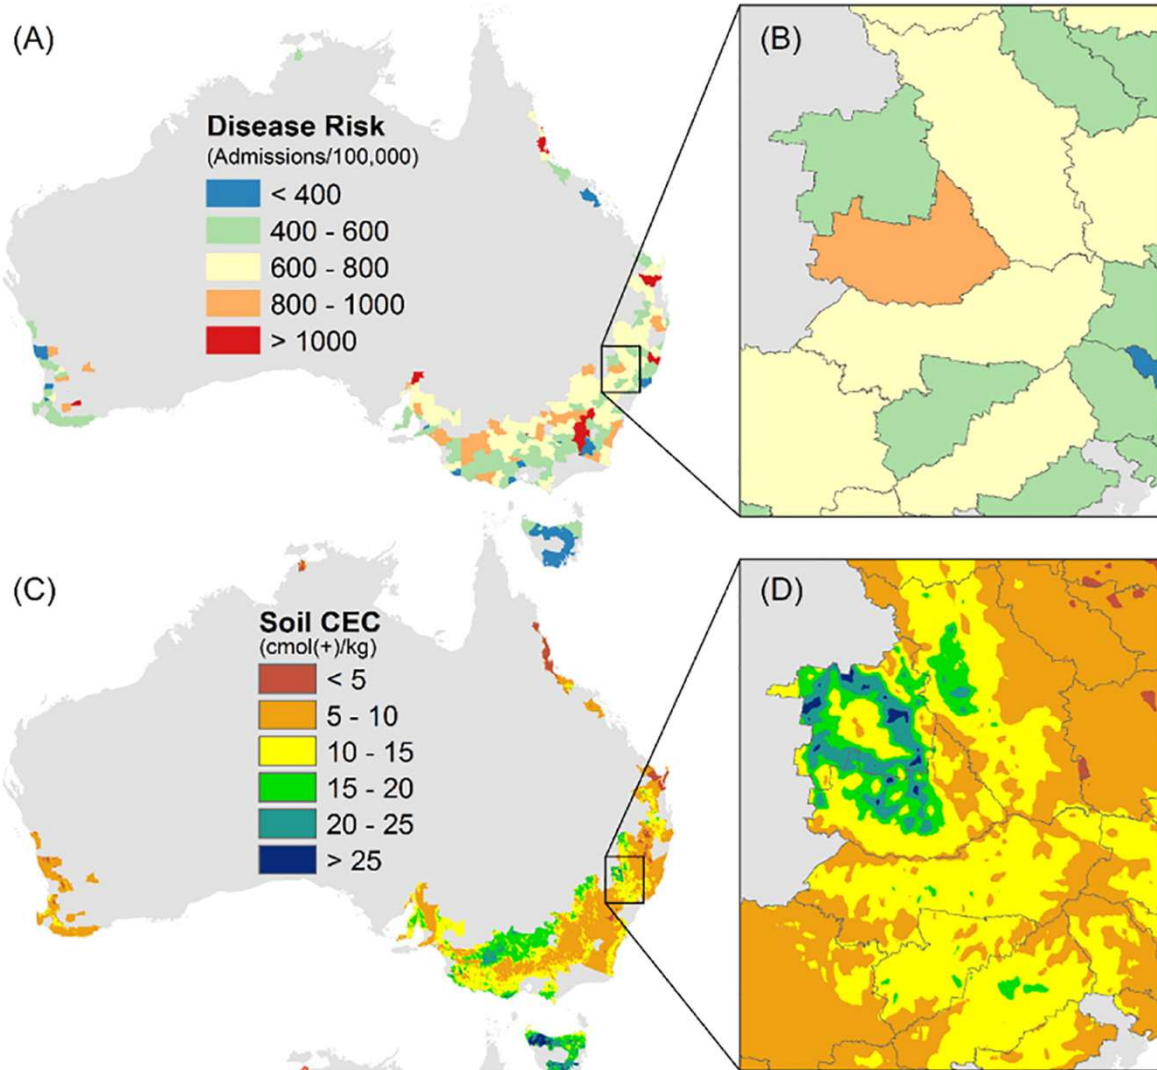 (A)
Disease Risk
(Admissions/100,000)
< 400
400 - 600
600 - 800
800 - 1000
> 1000
(B)
(C)
Soil CEC
(cmol(+)/kg)
< 5
5 - 10
10 - 15
15 - 20
20 - 25
> 25
(D)